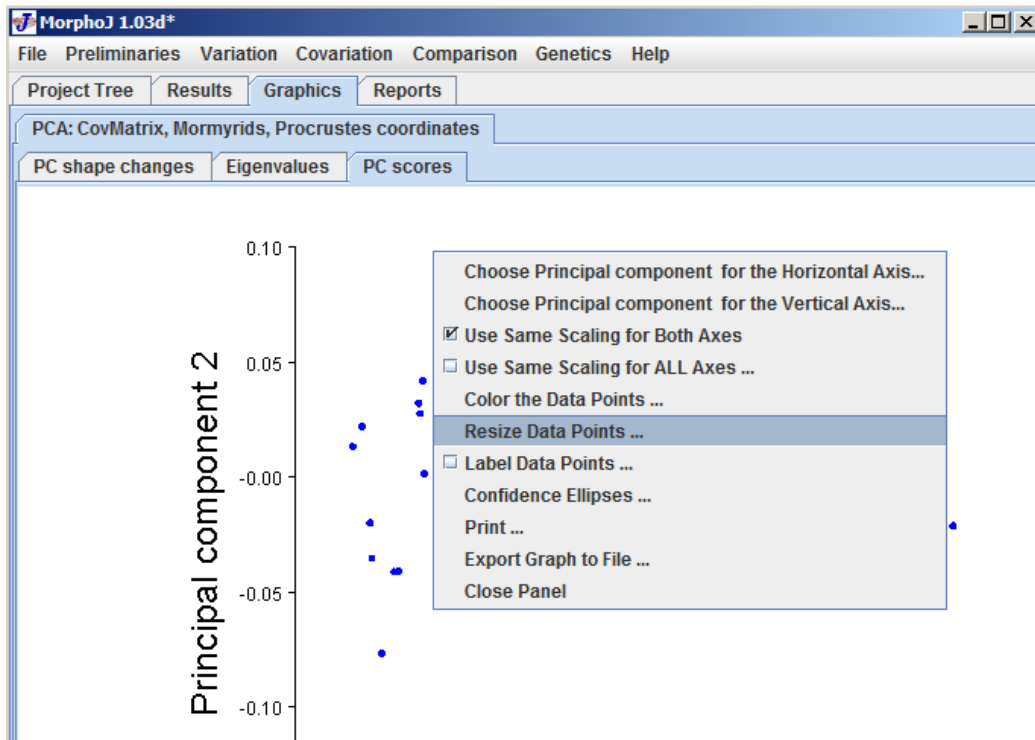 MorphoJ 1.03d*
File Preliminaries Variation Covariation Comparison Genetics Help
Project Tree Results Graphics Reports
PCA: CovMatrix, Mormyrids, Procrustes coordinates
PC shape changes Eigenvalues PC scores
0.10
0.05
-0.00
-0.05
-0.10
Principal component 2
Choose Principal component for the Horizontal Axis...
Choose Principal component for the Vertical Axis...
Use Same Scaling for Both Axes
Use Same Scaling for ALL Axes ...
Color the Data Points ...
Resize Data Points ...
Label Data Points ...
Confidence Ellipses ...
Print ...
Export Graph to File ...
Close Panel